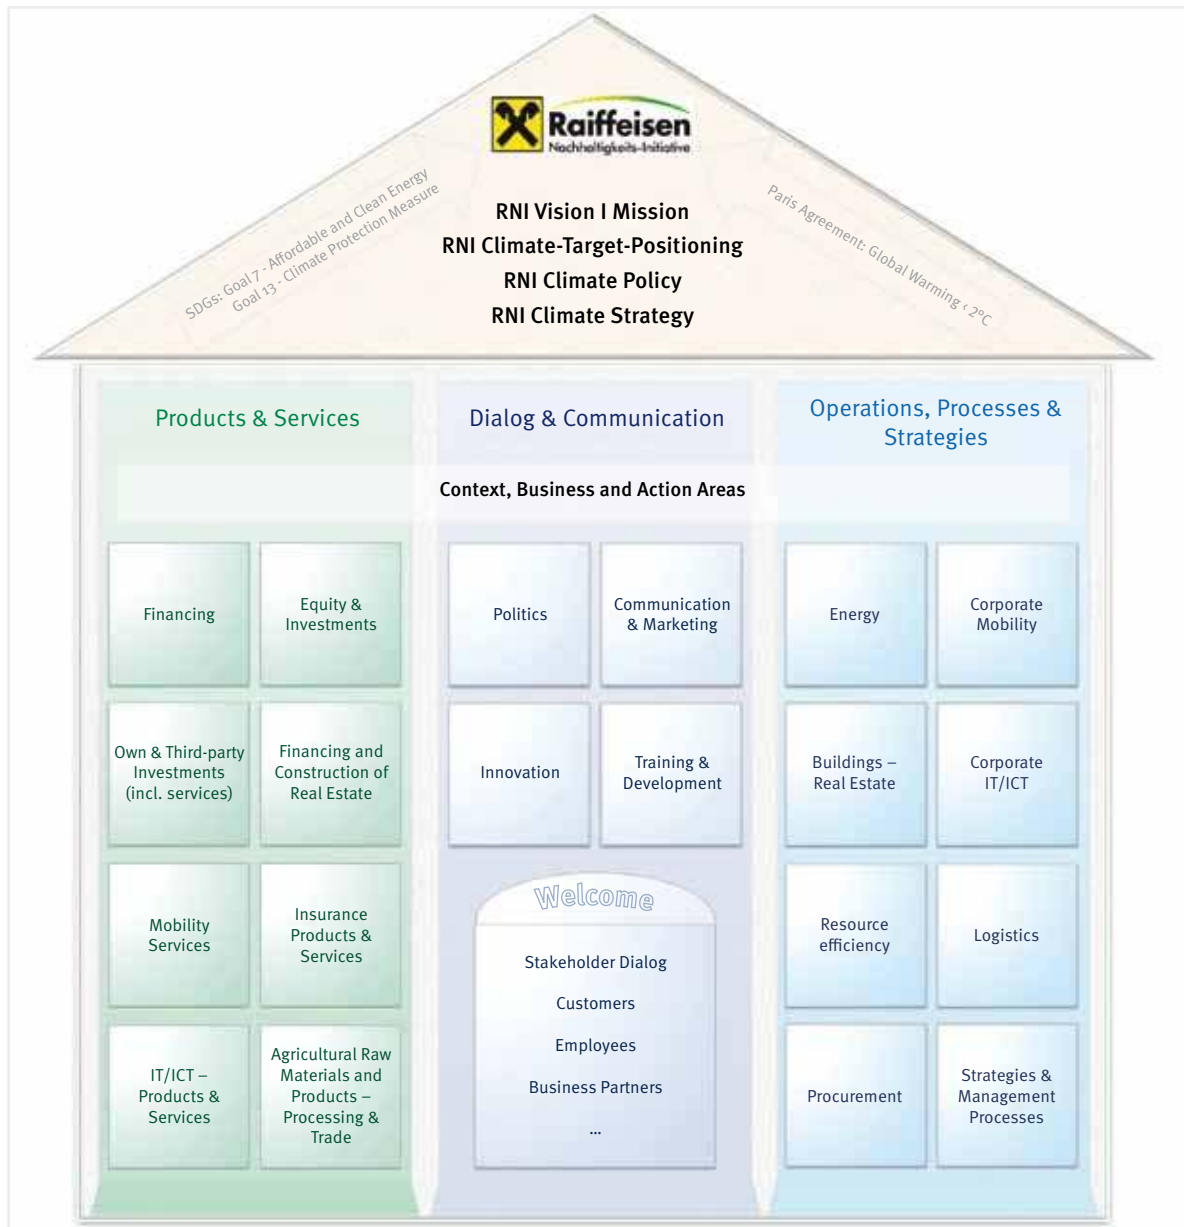 Raiffeisen
Nachhaltigkeits-Initiative
SDGs: Goal 7 - Affordable and Clean Energy
Goal 13 - Climate Protection Measure
Paris Agreement: Global Warming ‹ 2°C
RNI Vision I Mission
RNI Climate-Target-Positioning
RNI Climate Policy
RNI Climate Strategy
Products & Services
Dialog & Communication
Operations, Processes &
Strategies
Context, Business and Action Areas
Financing
Equity &
Investments
Own & Third-party
Investments
(incl. services)
Financing and
Construction of
Real Estate
Mobility
Services
Insurance
Products &
Services
IT/ICT –
Products &
Services
Agricultural Raw
Materials and
Products –
Processing &
Trade
Politics
Communication
& Marketing
Innovation
Training &
Development
Welcome
Stakeholder Dialog
Customers
Employees
Business Partners
...
Energy
Corporate
Mobility
Buildings –
Real Estate
Corporate
IT/ICT
Resource
efficiency
Logistics
Procurement
Strategies &
Management
Processes